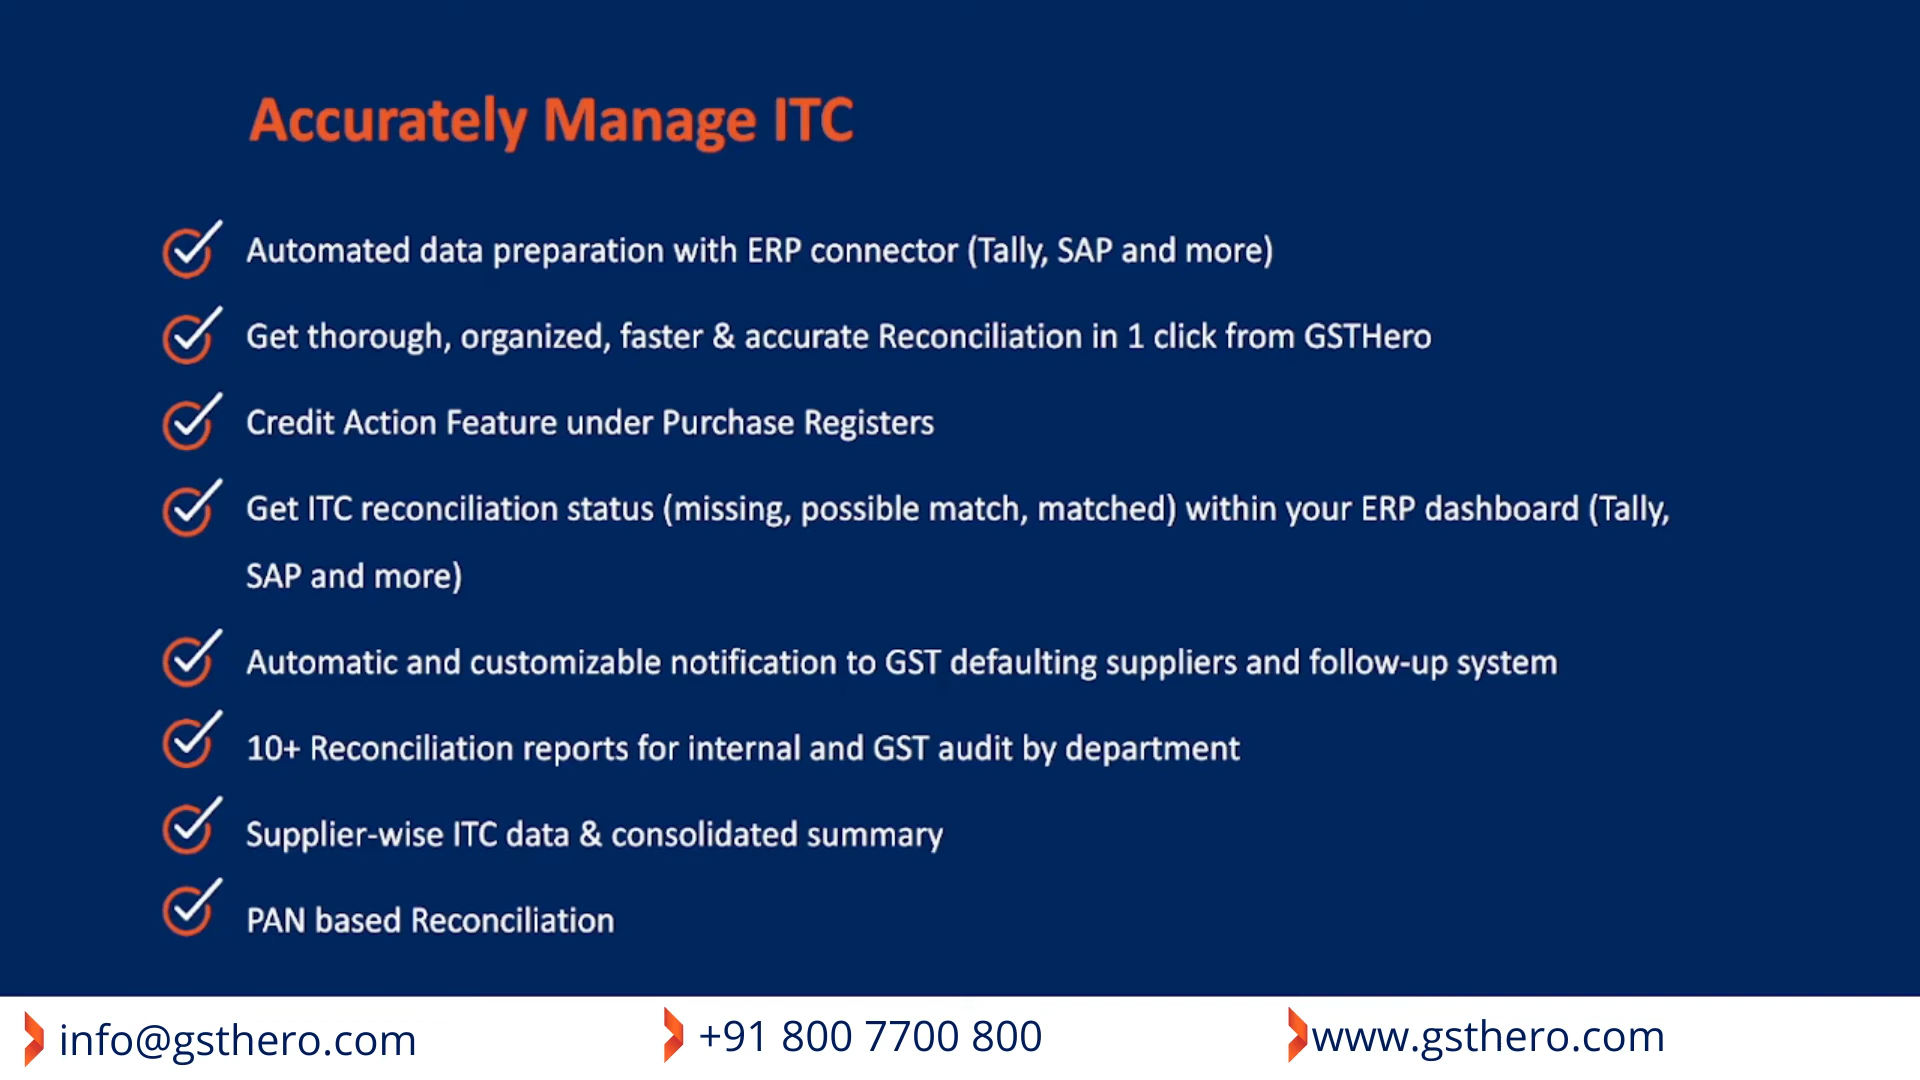 Accurately Manage ITC
Automated data preparation with ERP connector (Tally, SAP and more)
Get thorough, organized, faster & accurate Reconciliation in 1 click from GSTHero
Credit Action Feature under Purchase Registers
Get ITC reconciliation status (missing, possible match, matched) within your ERP dashboard (Tally,
SAP and more)
Automatic and customizable notification to GST defaulting suppliers and follow-up system
10+ Reconciliation reports for internal and GST audit by department
Supplier-wise ITC data & consolidated summary
PAN based Reconciliation
info@gsthero.com
+91 800 7700 800
www.gsthero.com